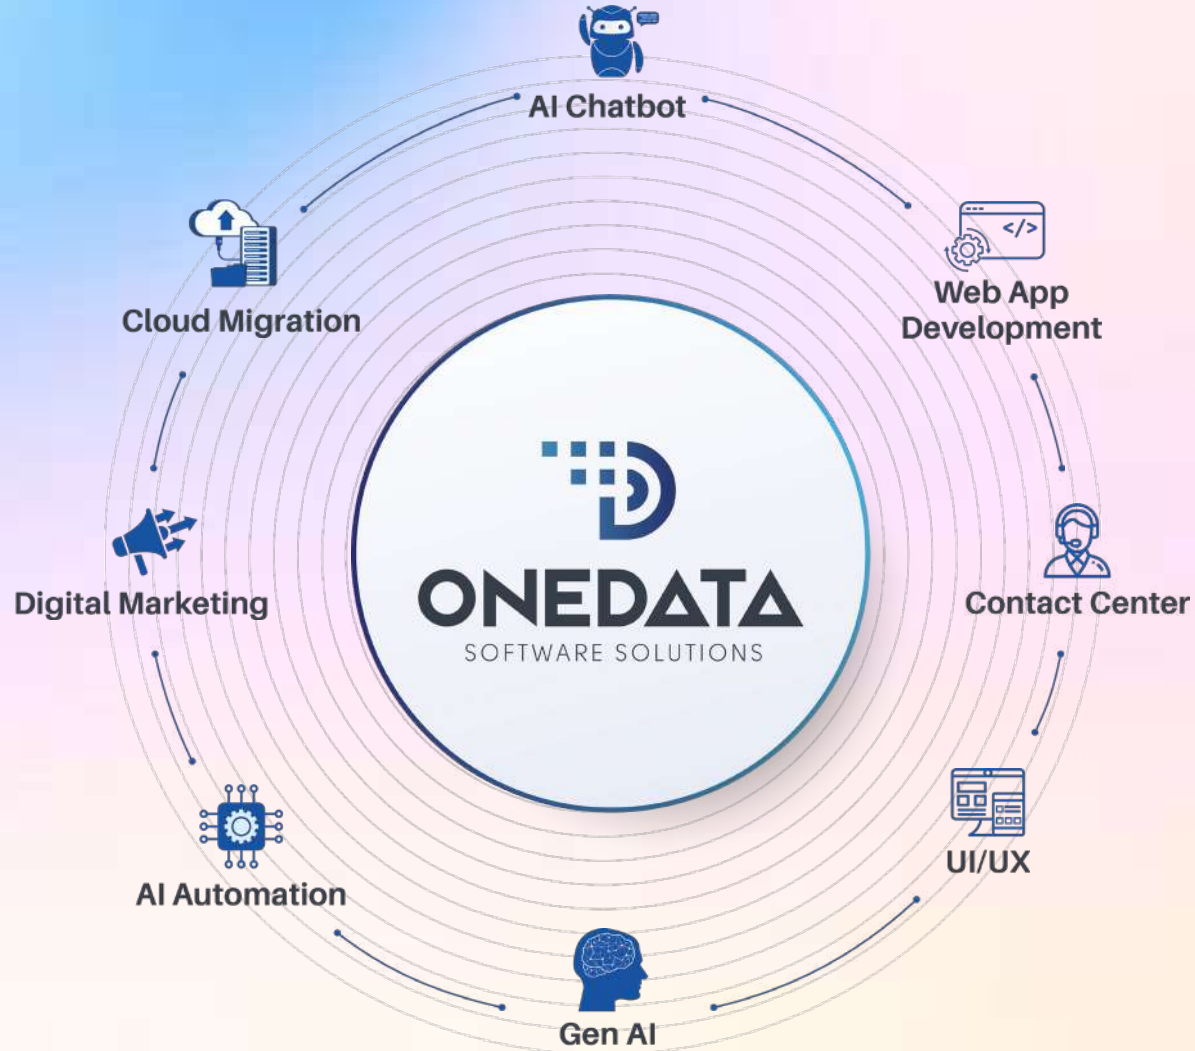 AI Chatbot
Cloud Migration
</>
Web App
Development
ONEDATA
SOFTWARE SOLUTIONS
Digital Marketing
Contact Center
AI Automation
UI/UX
Gen AI